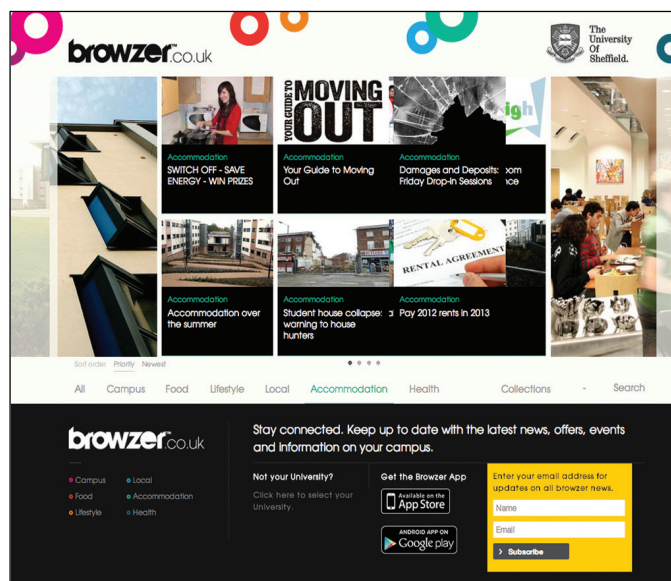 browzer™.co.uk
The
University
Of
Sheffield.
YOUR GUIDE TO
MOVING
OUT
igh
Accommodation
SWITCH OFF - SAVE
ENERGY - WIN PRIZES
Accommodation
Your Guide to Moving
Out
Accommodation
Damages and Deposits: oom
Friday Drop-in Sessions nce
RENTAL AGREEMENT
Accommodation
Accommodation over
the summer
Accommodation
Student house collapse: a
warning to house
hunters
Accommodation
Pay 2012 rents in 2013
Sort order Priority Newest
All Campus Food Lifestyle Local Accommodation Health Collections Search
browzer™.co.uk
Campus
Food
Lifestyle
Local
Accommodation
Health
Stay connected. Keep up to date with the latest news, offers, events
and information on your campus.
Not your University?
Click here to select your
University.
Get the Browzer App
Available on the
App Store
ANDROID APP ON
Google play
Enter your email address for
updates on all browzer news.
Name
Email
> Subscribe